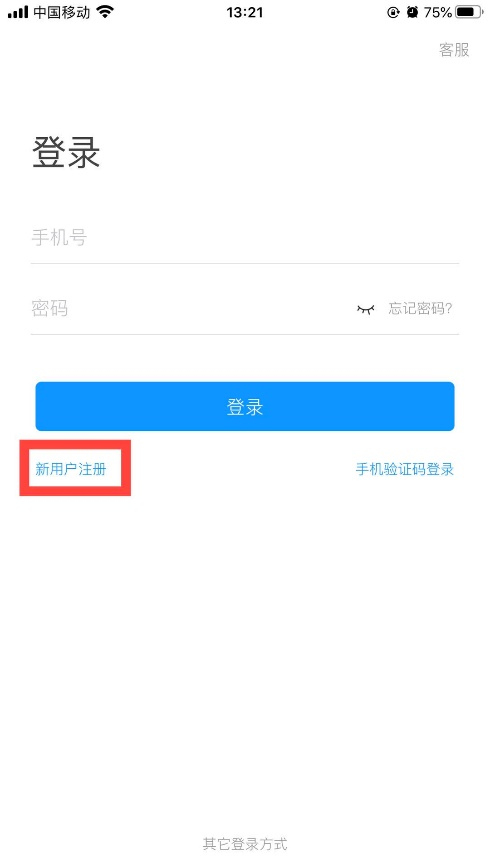 中国移动 13:21 75%
客服
登录
手机号
密码 忘记密码?
登录
新用户注册 手机验证码登录
其它登录方式